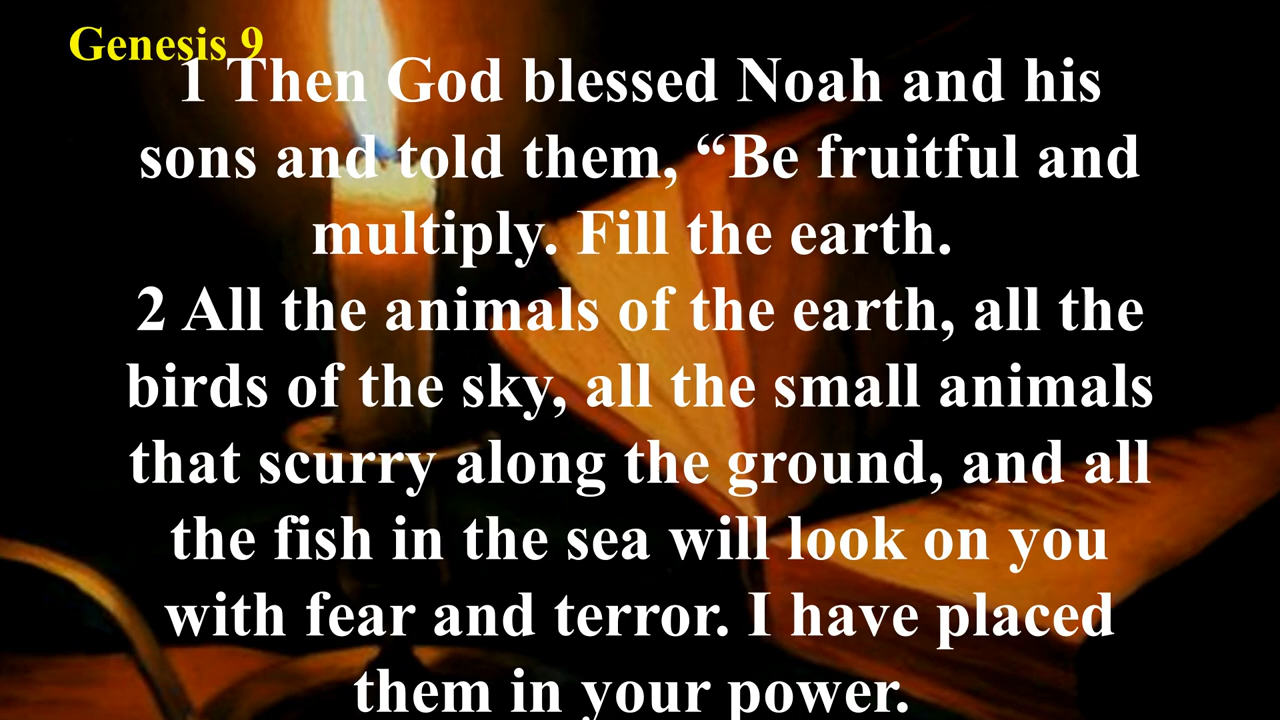 Genesis 9
1 Then God blessed Noah and his
sons and told them, “Be fruitful and
multiply. Fill the earth.
2 All the animals of the earth, all the
birds of the sky, all the small animals
that scurry along the ground, and all
the fish in the sea will look on you
with fear and terror. I have placed
them in your power.